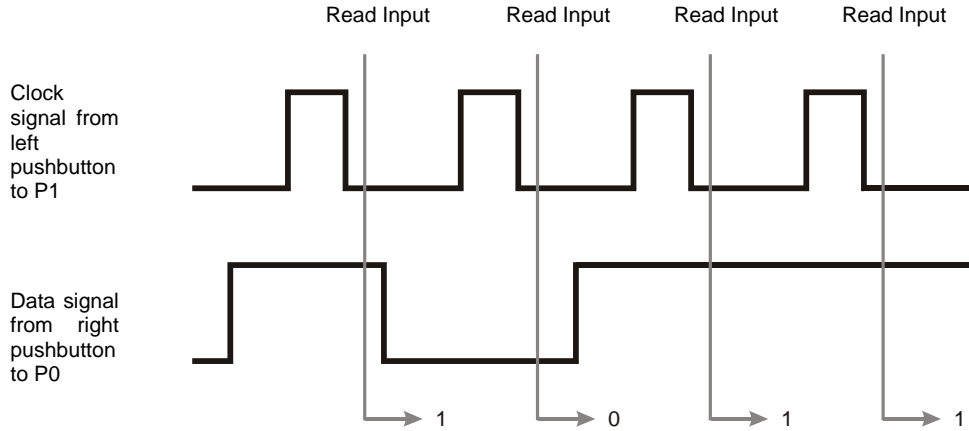 Read Input Read Input Read Input Read Input
Clock
signal from
left
pushbutton
to P1
Data signal
from right
pushbutton
to P0
1 0 1 1